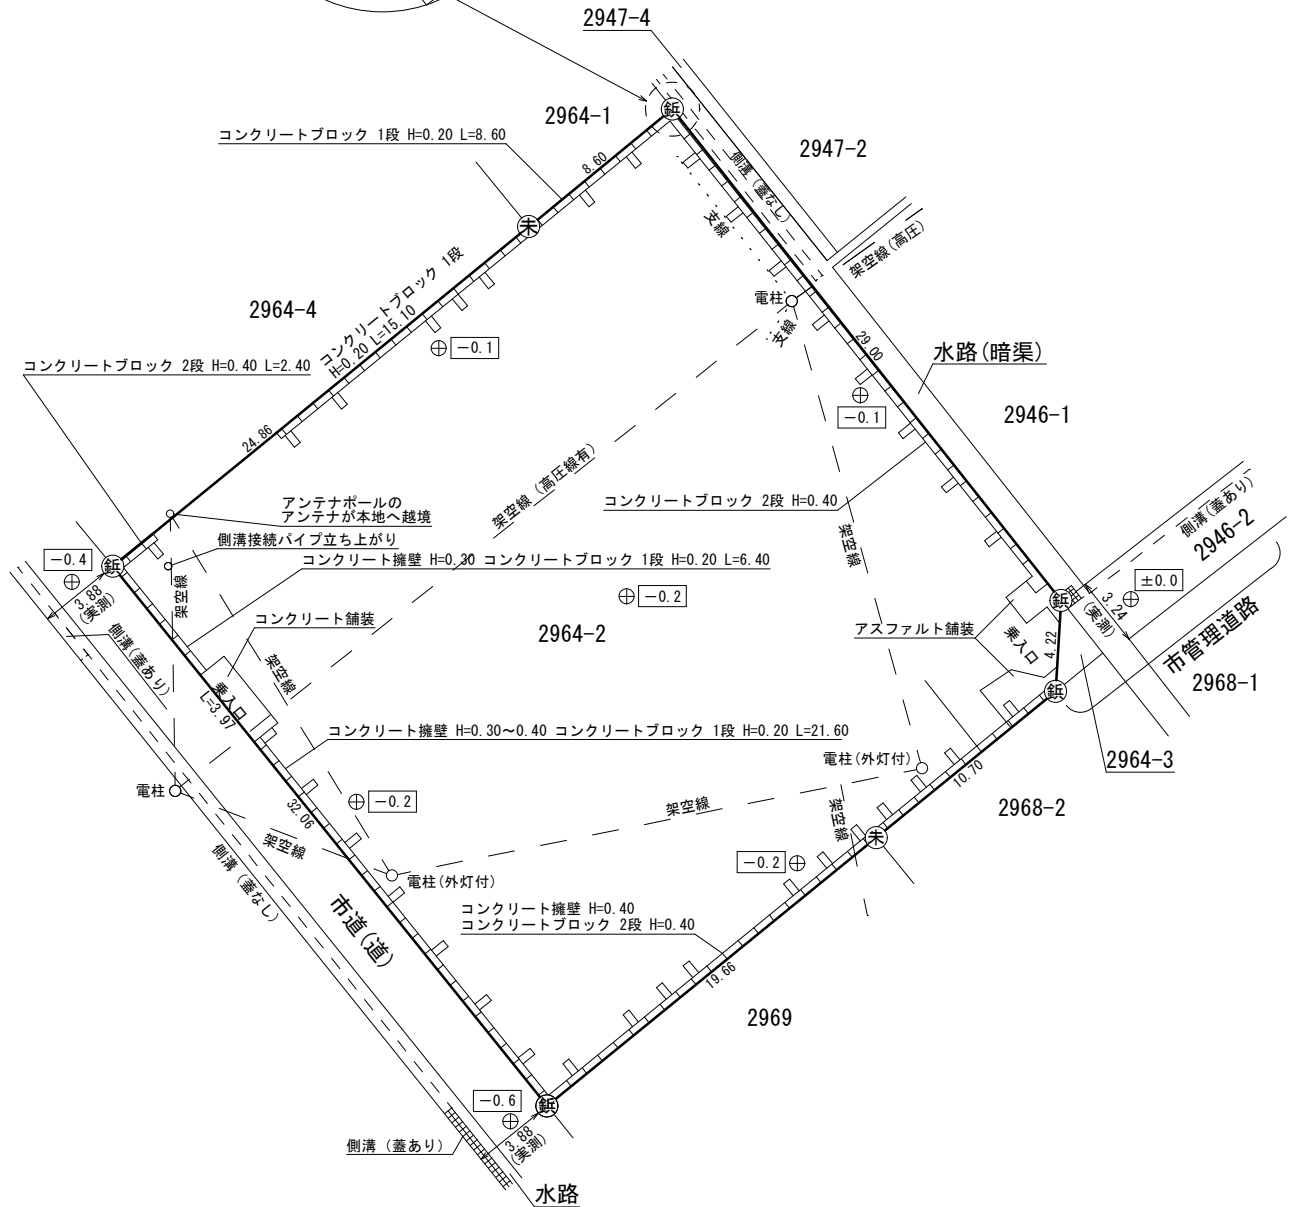 2947-4
鋲
2964-1
コンクリートブロック 1段 H=0.20 L=8.60
8.60
2947-2
側溝(蓋なし)
支線
未
架空線(高圧)
コンクリートブロック 1段
H=0.20 L=15.10
2964-4
電柱
支線
-0.1
29.00
水路(暗渠)
コンクリートブロック 2段 H=0.40 L=2.40
-0.1
2946-1
24.86
架空線(高圧線有)
側溝(蓋あり)
2946-2
アンテナポールの
アンテナが本地へ越境
コンクリートブロック 2段 H=0.40
架空線
側溝接続パイプ立ち上がり
-0.4
コンクリート擁壁 H=0.30 コンクリートブロック 1段 H=0.20 L=6.40
鋲
3.88
(実測)
架空線
-0.2
±0.0
鋲
3.24
(実測)
コンクリート舗装
2964-2
アスファルト舗装
乗入口
4.22
側溝(蓋あり)
架空線
市管理道路
乗入口
L=3.97
2968-1
鋲
コンクリート擁壁 H=0.30~0.40 コンクリートブロック 1段 H=0.20 L=21.60
電柱(外灯付)
2964-3
10.70
電柱
-0.2
32.06
架空線
架空線
2968-2
架空線
未
側溝(蓋なし)
-0.2
電柱(外灯付)
市道(道)
コンクリート擁壁 H=0.40
コンクリートブロック 2段 H=0.40
19.66
2969
-0.6
鋲
3.88
(実測)
側溝(蓋あり)
水路